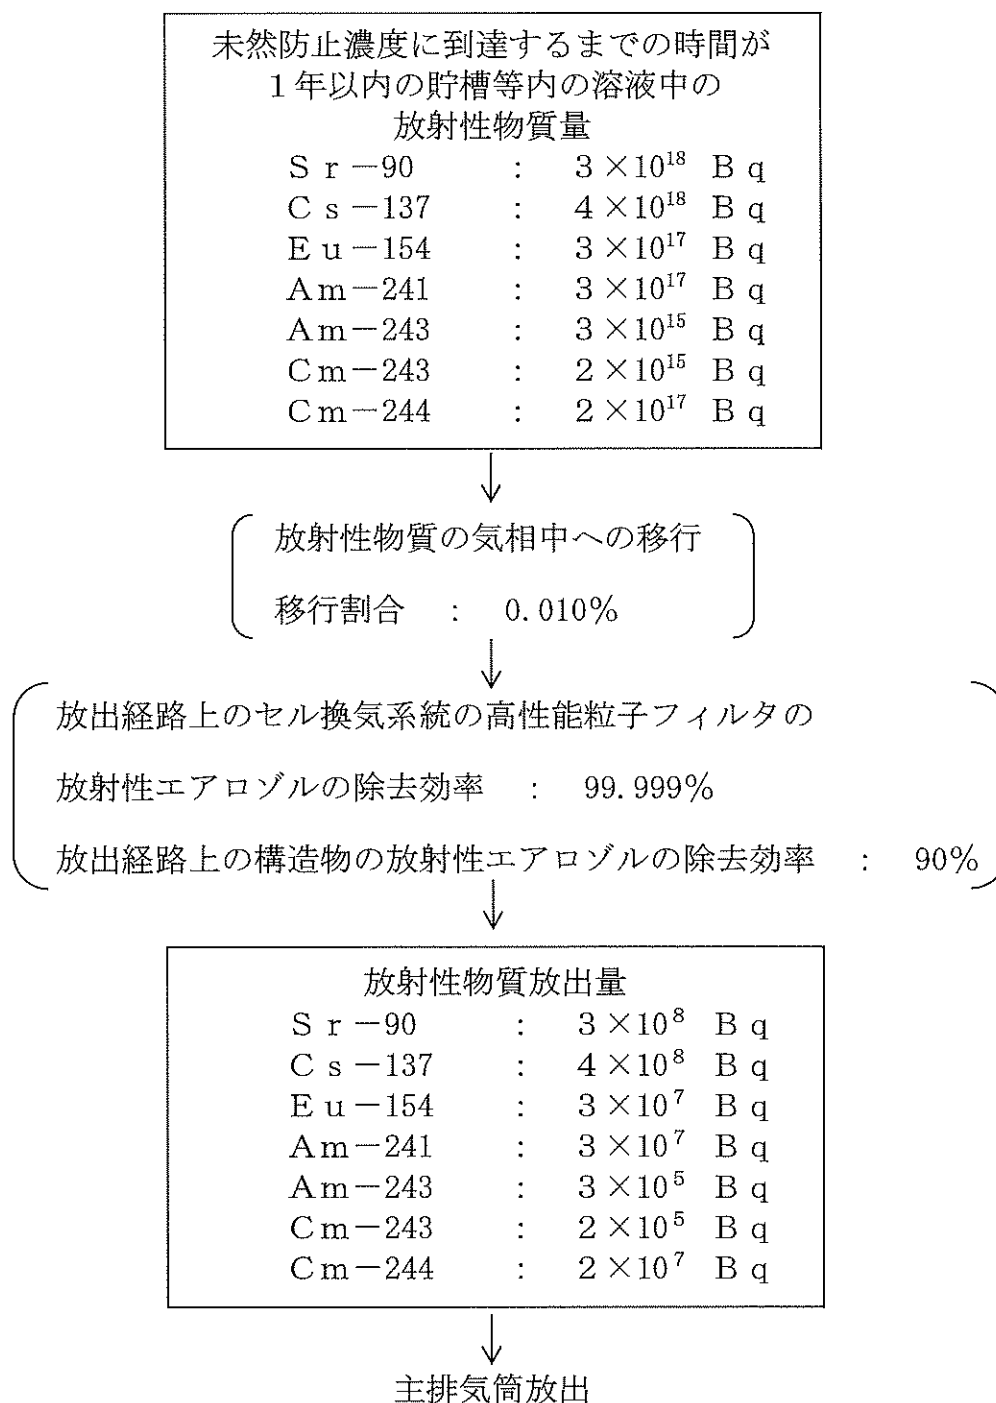 未然防止濃度に到達するまでの時間が
１年以内の貯槽等内の溶液中の
放射性物質量
Ｓｒ－90 : 3×10¹⁸ Ｂｑ
Ｃｓ－137 : 4×10¹⁸ Ｂｑ
Ｅｕ－154 : 3×10¹⁷ Ｂｑ
Ａｍ－241 : 3×10¹⁷ Ｂｑ
Ａｍ－243 : 3×10¹⁵ Ｂｑ
Ｃｍ－243 : 2×10¹⁵ Ｂｑ
Ｃｍ－244 : 2×10¹⁷ Ｂｑ
放射性物質の気相中への移行
移行割合 : 0.010％
放出経路上のセル換気系統の高性能粒子フィルタの
放射性エアロゾルの除去効率 : 99.999％
放出経路上の構造物の放射性エアロゾルの除去効率 : 90％
放射性物質放出量
Ｓｒ－90 : 3×10⁸ Ｂｑ
Ｃｓ－137 : 4×10⁸ Ｂｑ
Ｅｕ－154 : 3×10⁷ Ｂｑ
Ａｍ－241 : 3×10⁷ Ｂｑ
Ａｍ－243 : 3×10⁵ Ｂｑ
Ｃｍ－243 : 2×10⁵ Ｂｑ
Ｃｍ－244 : 2×10⁷ Ｂｑ
主排気筒放出